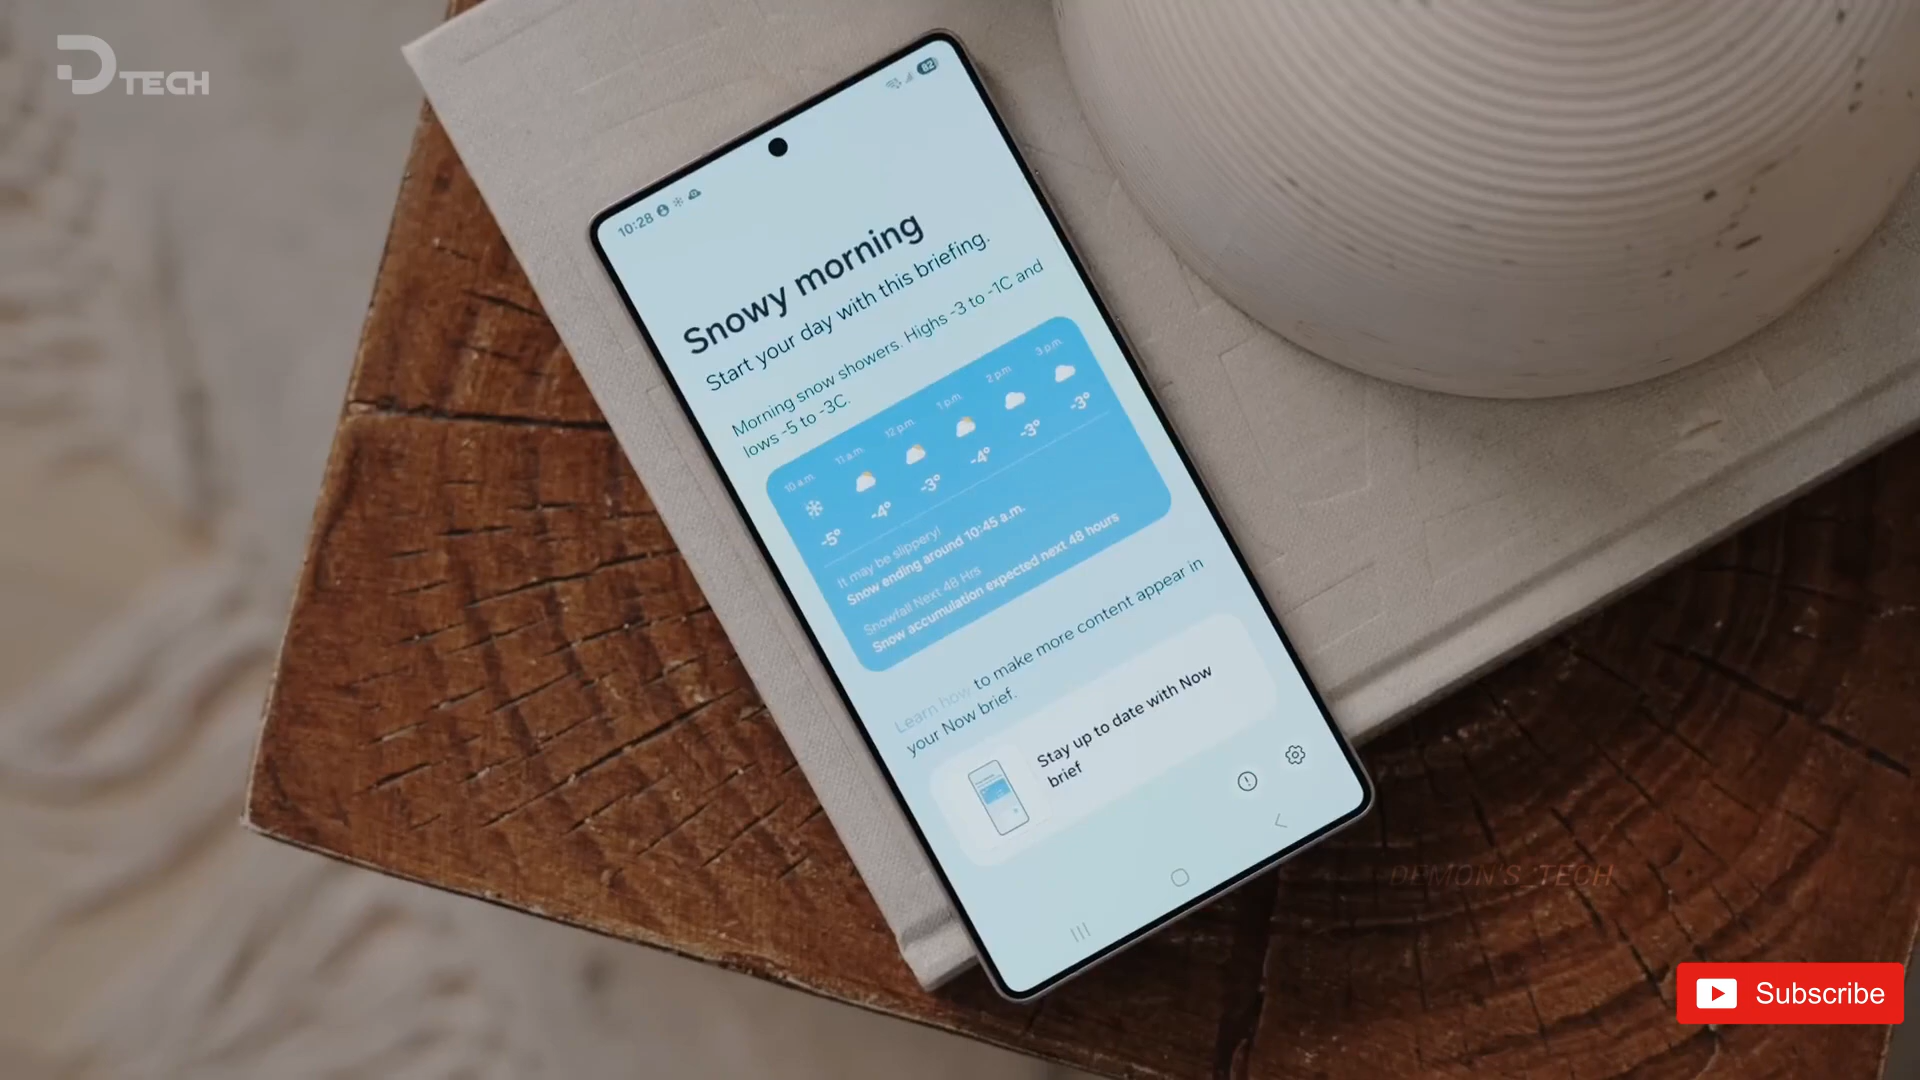 D TECH
82
10:28
Snowy morning
Start your day with this briefing.
Morning snow showers. Highs -3 to -1C and
lows -5 to -3C.
10 a.m. 11 a.m. 12 p.m. 1 p.m. 2 p.m. 3 p.m.
-5° -4° -3° -4° -3° -3°
It may be slippery!
Snow ending around 10:45 a.m.
Snowfall Next 48 Hrs
Snow accumulation expected next 48 hours
Learn how to make more content appear in
your Now brief.
Stay up to date with Now
brief
DEMON'S_TECH
Subscribe